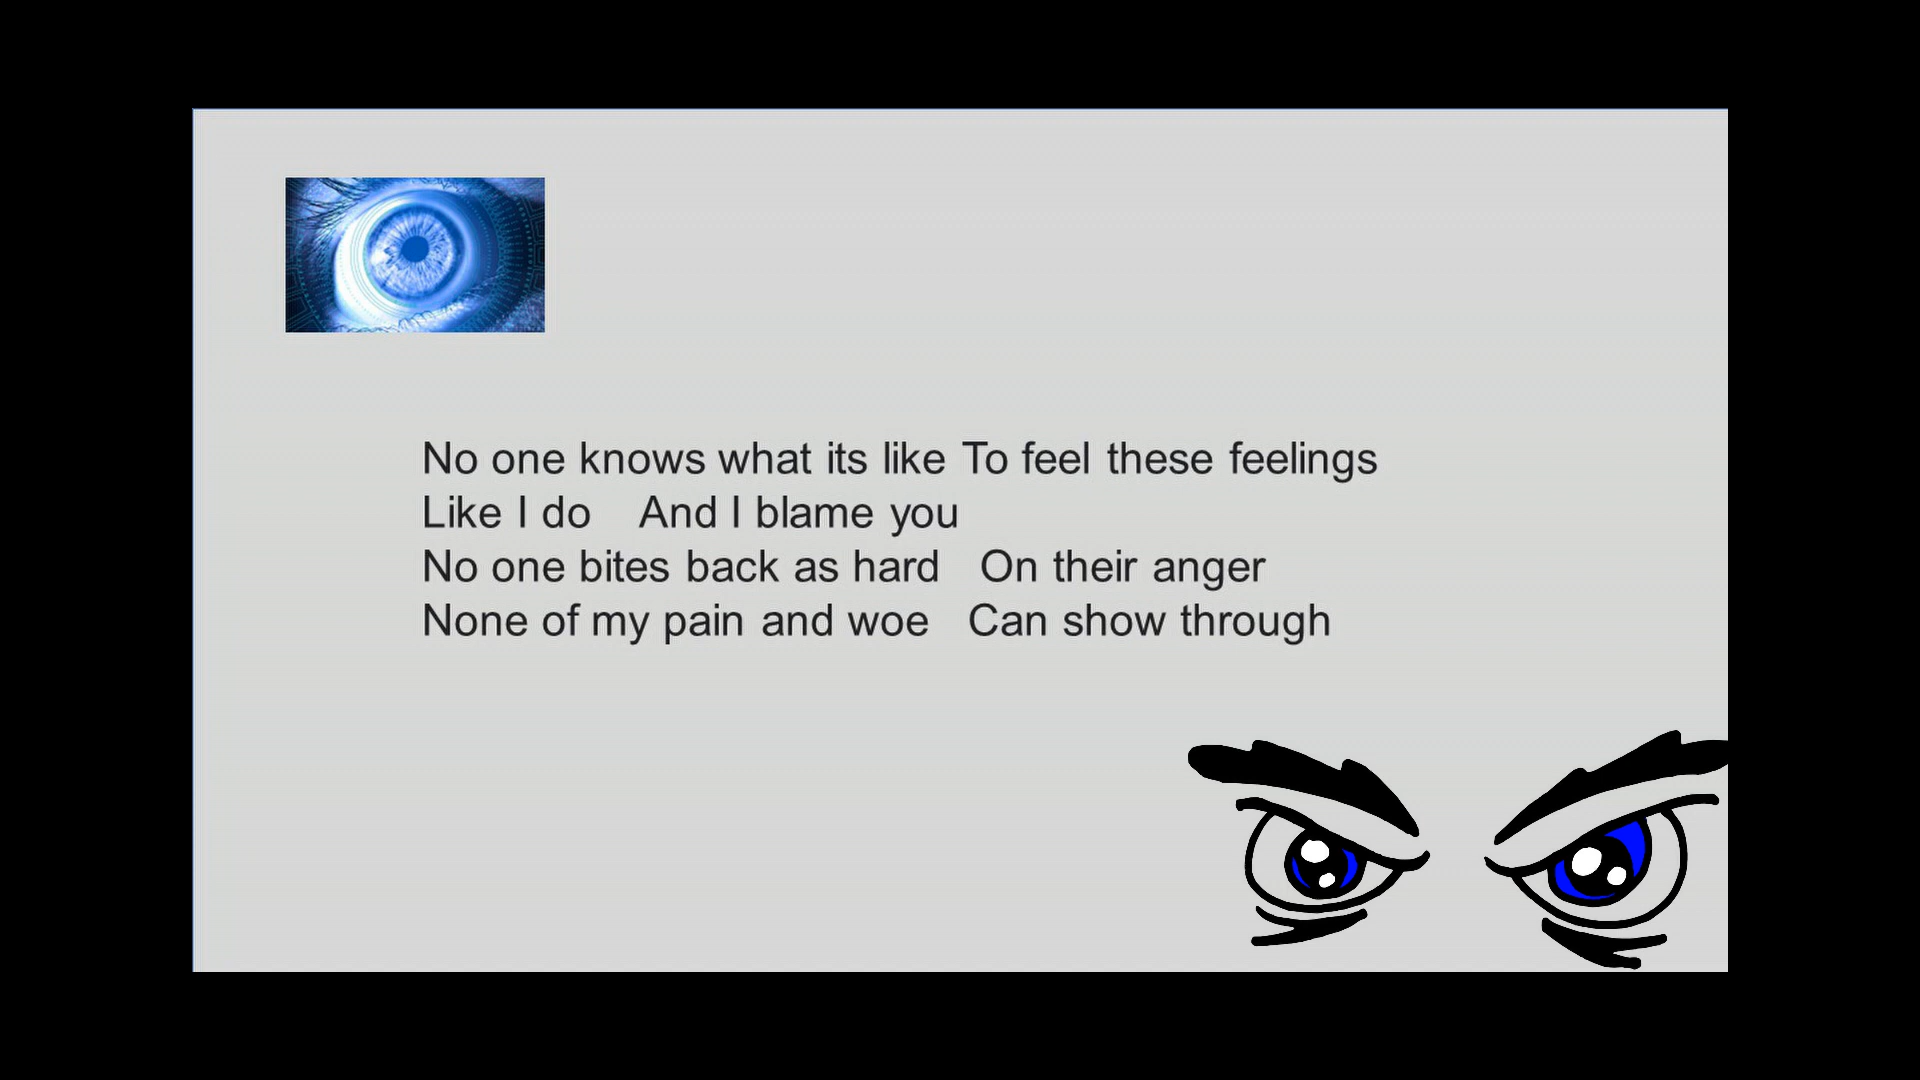 No one knows what its like To feel these feelings
Like I do And I blame you
No one bites back as hard On their anger
None of my pain and woe Can show through